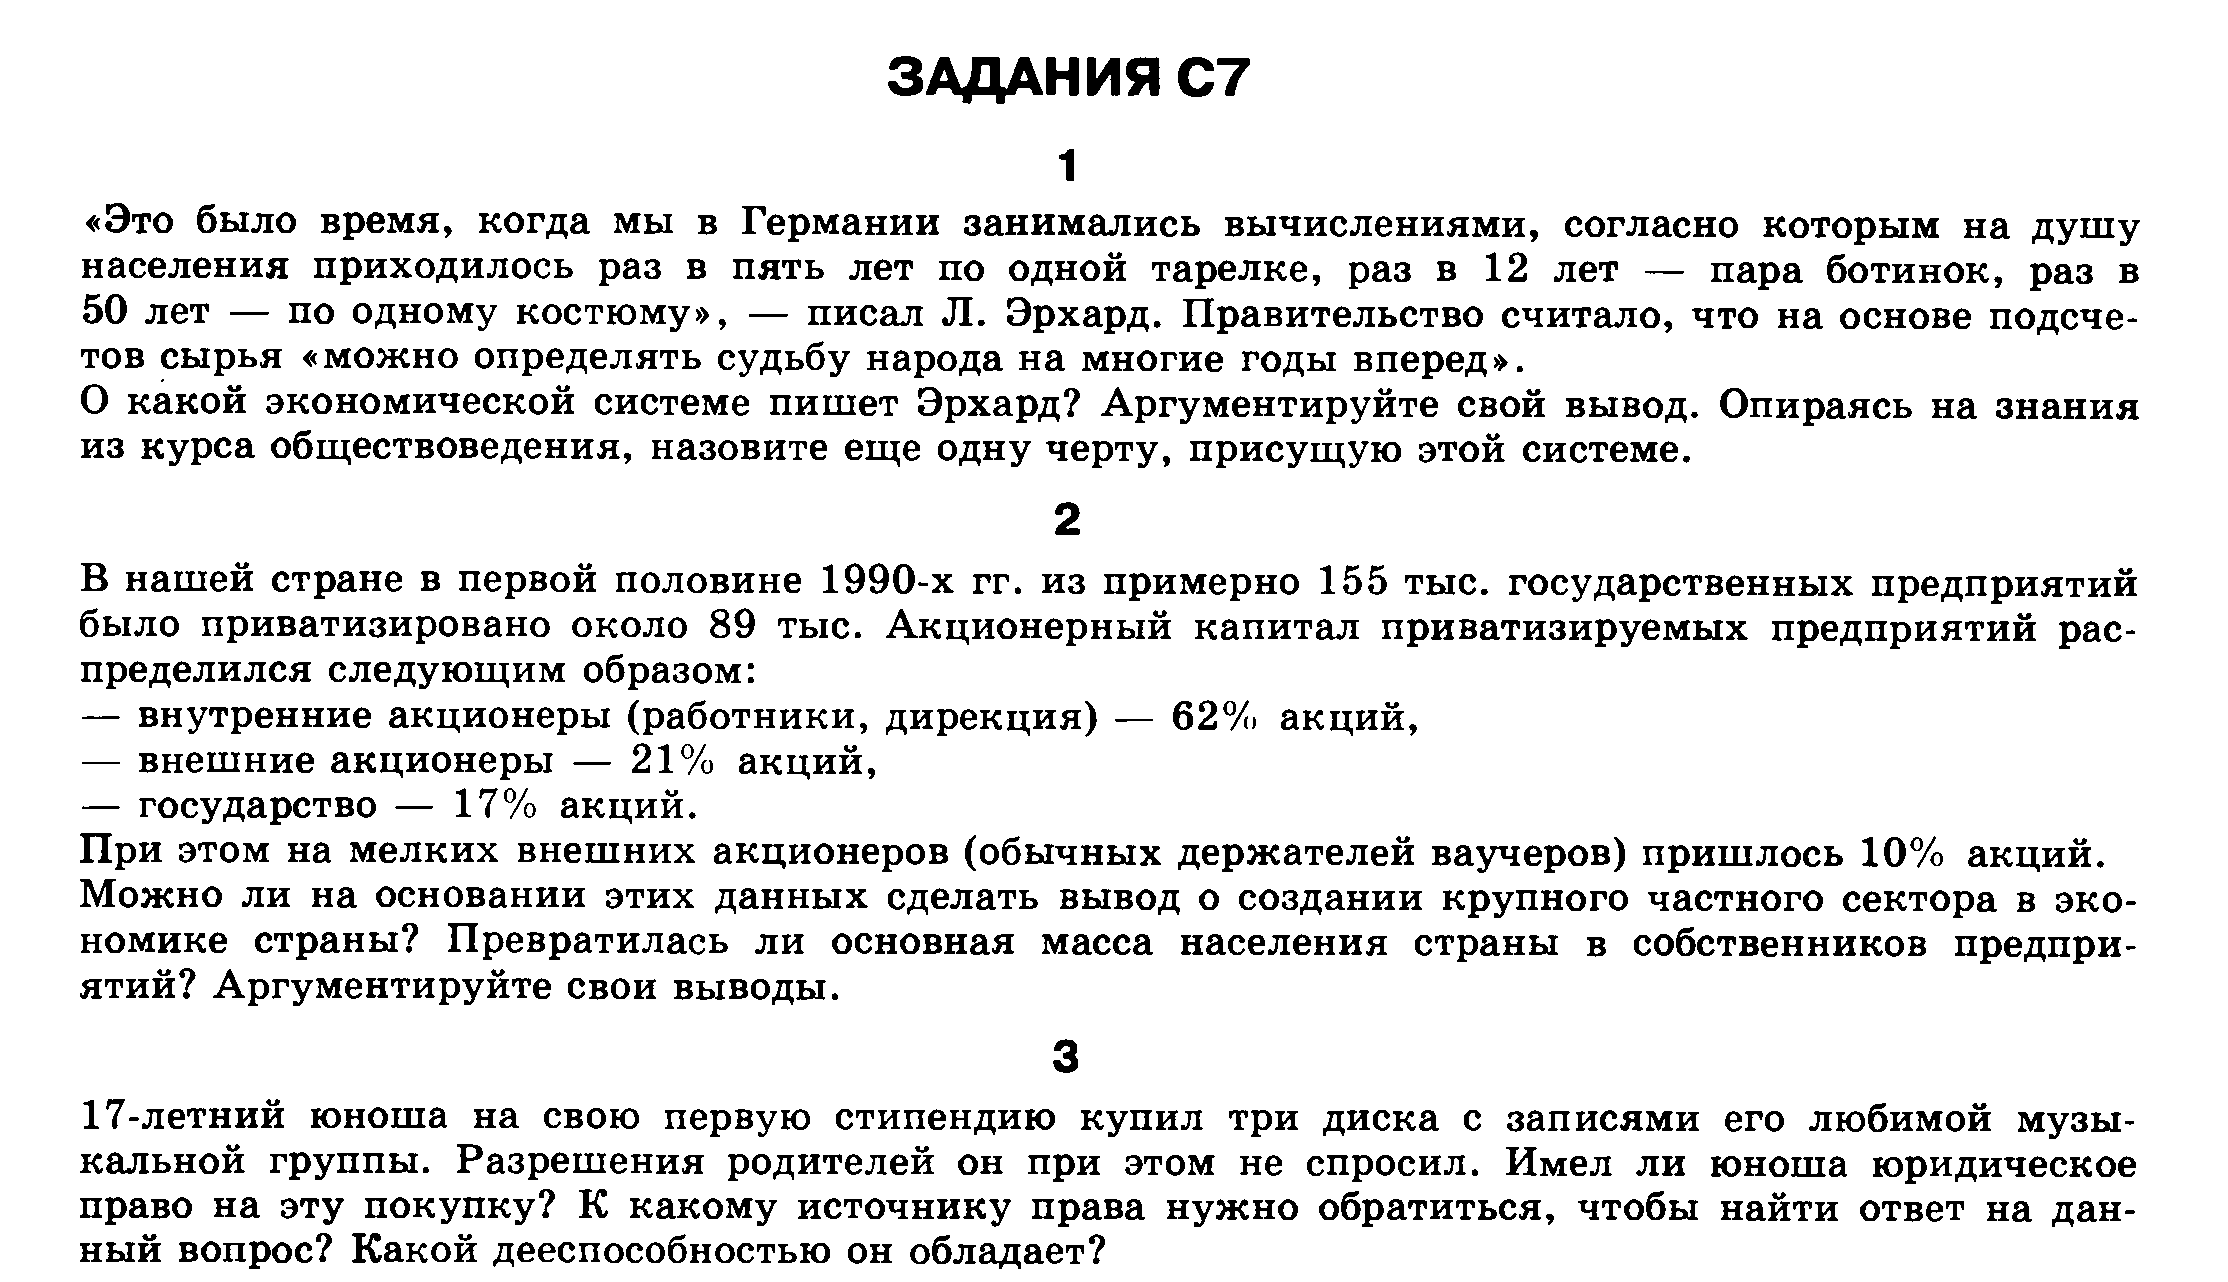 ЗАДАНИЯ С7
1
«Это было время, когда мы в Германии занимались вычислениями, согласно которым на душу
населения приходилось раз в пять лет по одной тарелке, раз в 12 лет — пара ботинок, раз в
50 лет — по одному костюму», — писал Л. Эрхард. Правительство считало, что на основе подсче-
тов сырья «можно определять судьбу народа на многие годы вперед».
О какой экономической системе пишет Эрхард? Аргументируйте свой вывод. Опираясь на знания
из курса обществоведения, назовите еще одну черту, присущую этой системе.
2
В нашей стране в первой половине 1990-х гг. из примерно 155 тыс. государственных предприятий
было приватизировано около 89 тыс. Акционерный капитал приватизируемых предприятий рас-
пределился следующим образом:
— внутренние акционеры (работники, дирекция) — 62% акций,
— внешние акционеры — 21% акций,
— государство — 17% акций.
При этом на мелких внешних акционеров (обычных держателей ваучеров) пришлось 10% акций.
Можно ли на основании этих данных сделать вывод о создании крупного частного сектора в эко-
номике страны? Превратилась ли основная масса населения страны в собственников предпри-
ятий? Аргументируйте свои выводы.
3
17-летний юноша на свою первую стипендию купил три диска с записями его любимой музы-
кальной группы. Разрешения родителей он при этом не спросил. Имел ли юноша юридическое
право на эту покупку? К какому источнику права нужно обратиться, чтобы найти ответ на дан-
ный вопрос? Какой дееспособностью он обладает?